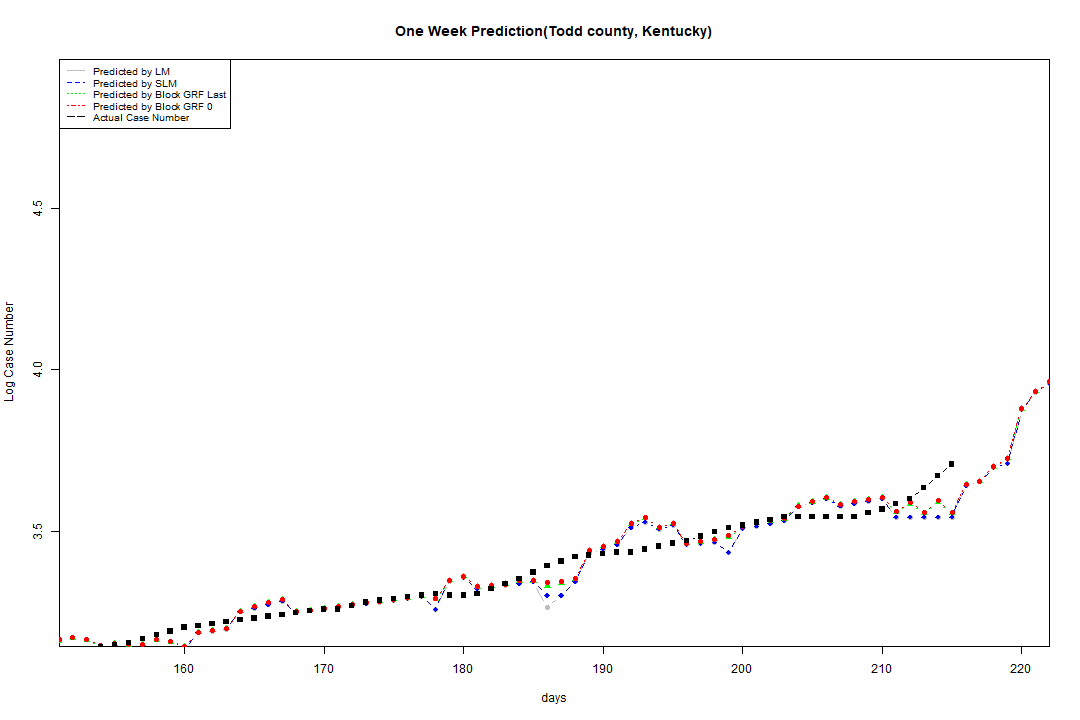 One Week Prediction(Todd county, Kentucky)
Predicted by LM
Predicted by SLM
Predicted by Block GRF Last
Predicted by Block GRF 0
Actual Case Number
Log Case Number
4.5
4.0
3.5
160 170 180 190 200 210 220
days